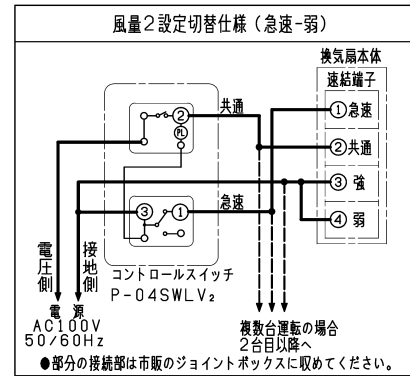 風量2設定切替仕様(急速-弱)
換気扇本体
速結端子
共通
② PL
①急速
②共通
急速
③強
③ ①
④弱
電圧側
接地側
コントロールスイッチ
P-04SWLV₂
電源
AC100V
50/60Hz
複数台運転の場合
2台目以降へ
●部分の接続部は市販のジョイントボックスに収めてください。